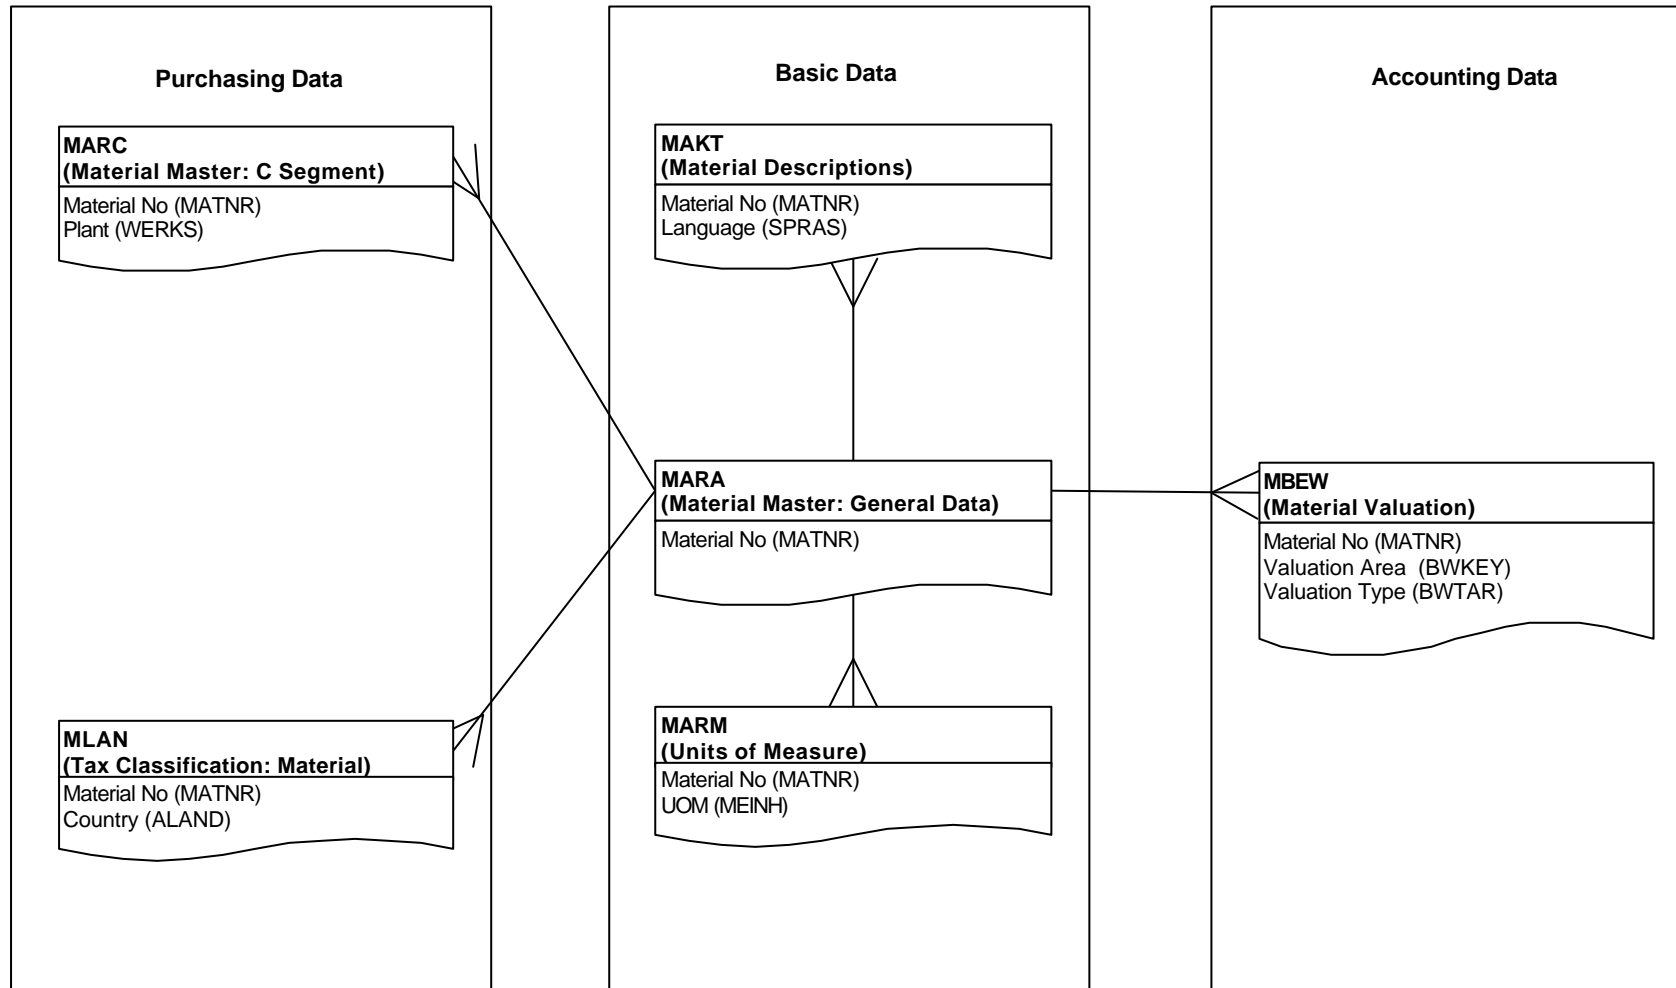 Purchasing Data
MARC
(Material Master: C Segment)
Material No (MATNR)
Plant (WERKS)
MLAN
(Tax Classification: Material)
Material No (MATNR)
Country (ALAND)
Basic Data
MAKT
(Material Descriptions)
Material No (MATNR)
Language (SPRAS)
MARA
(Material Master: General Data)
Material No (MATNR)
MARM
(Units of Measure)
Material No (MATNR)
UOM (MEINH)
Accounting Data
MBEW
(Material Valuation)
Material No (MATNR)
Valuation Area (BWKEY)
Valuation Type (BWTAR)